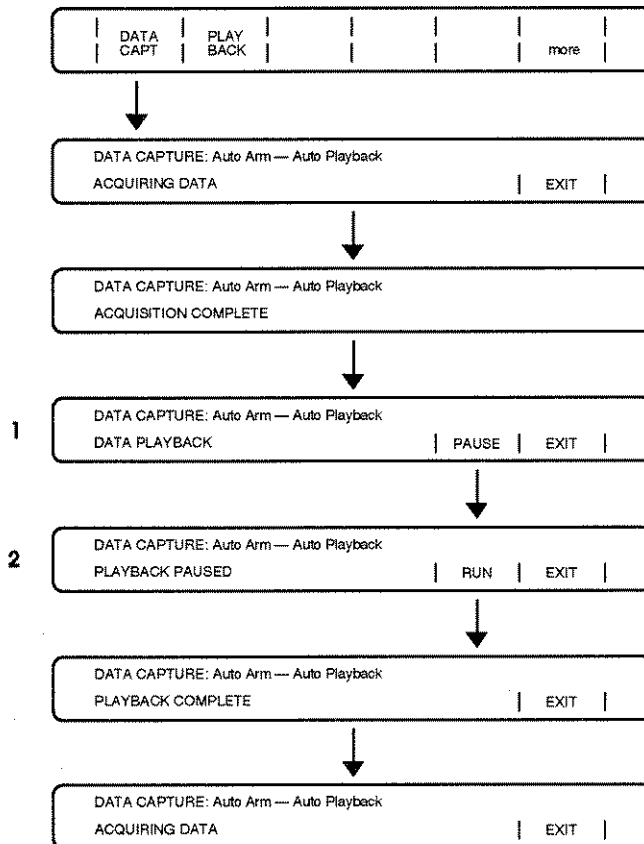 DATA CAPT | PLAY BACK | more
DATA CAPTURE: Auto Arm — Auto Playback
ACQUIRING DATA | EXIT |
DATA CAPTURE: Auto Arm — Auto Playback
ACQUISITION COMPLETE
1
DATA CAPTURE: Auto Arm — Auto Playback
DATA PLAYBACK | PAUSE | EXIT |
2
DATA CAPTURE: Auto Arm — Auto Playback
PLAYBACK PAUSED | RUN | EXIT |
DATA CAPTURE: Auto Arm — Auto Playback
PLAYBACK COMPLETE | EXIT |
DATA CAPTURE: Auto Arm — Auto Playback
ACQUIRING DATA | EXIT |